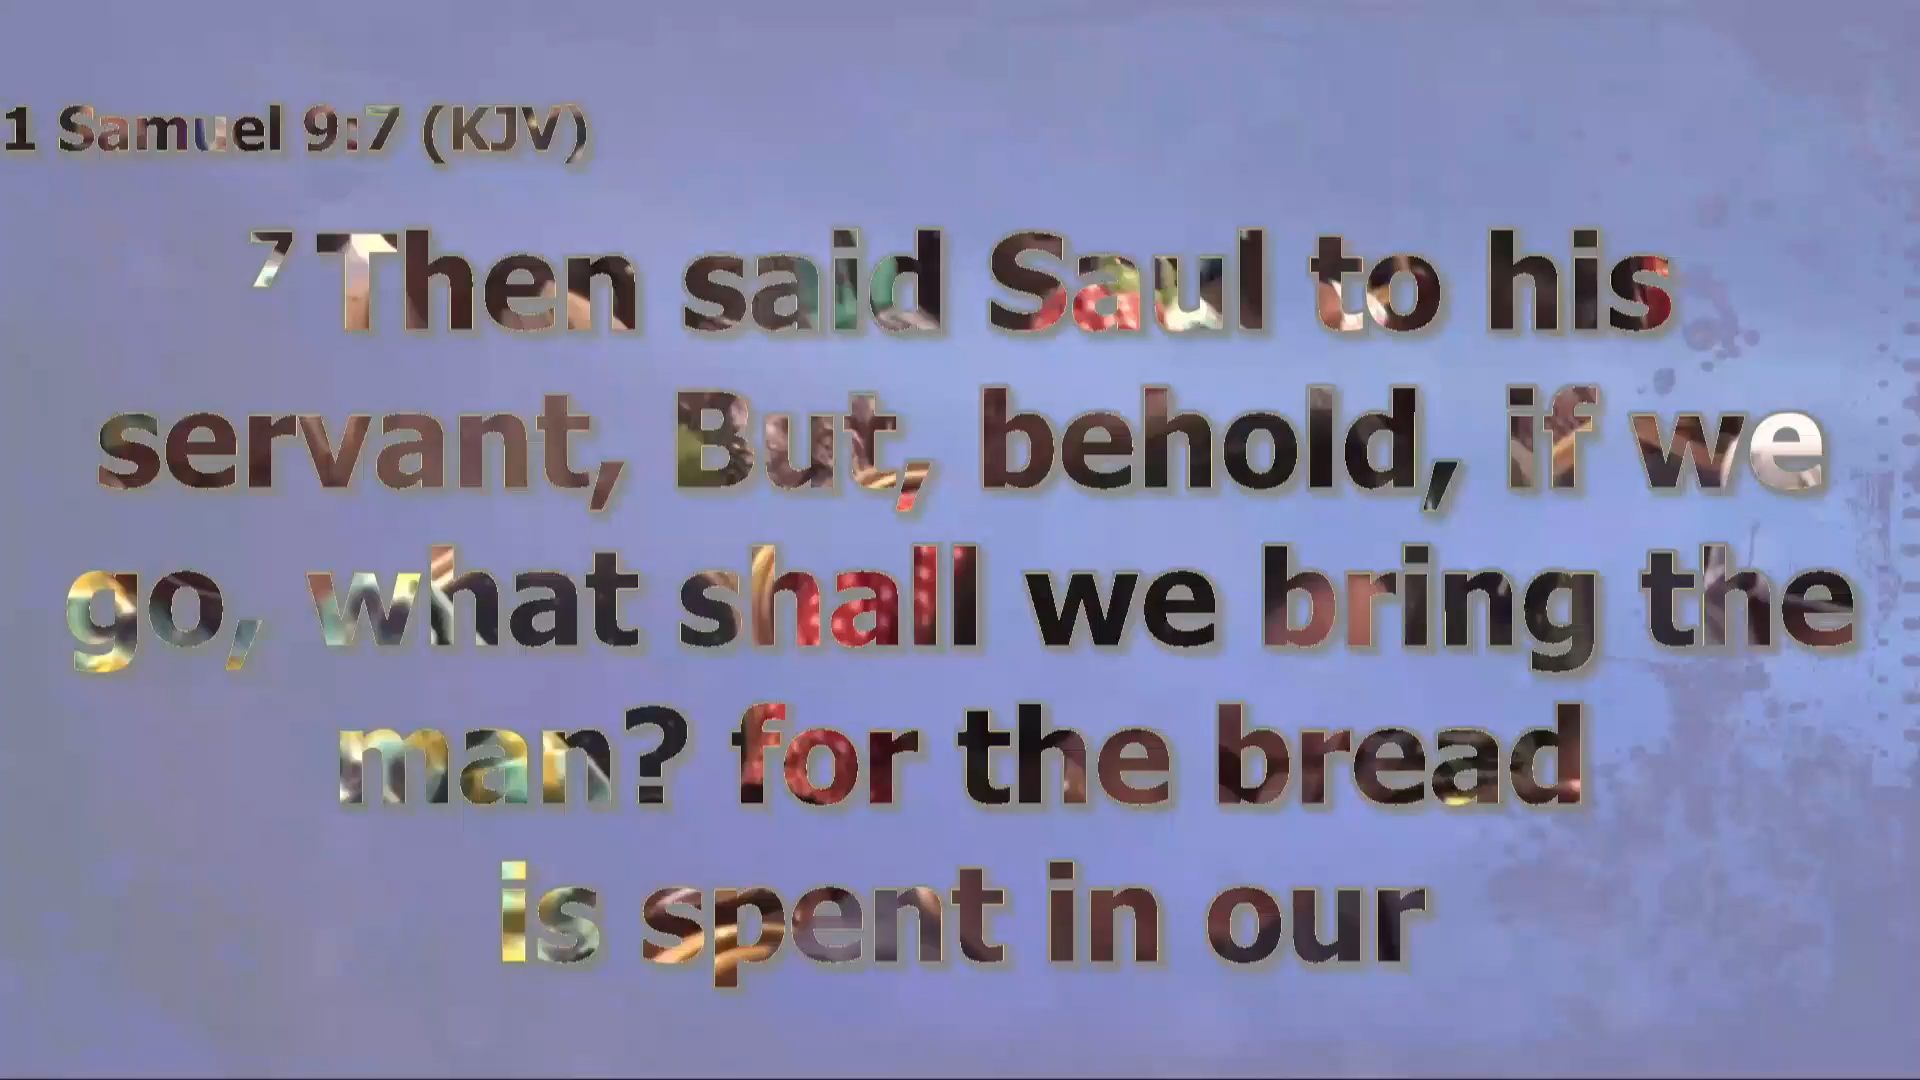 1 Samuel 9:7 (KJV)
7 Then said Saul to his
servant, But, behold, if we
go, what shall we bring the
man? for the bread
is spent in our